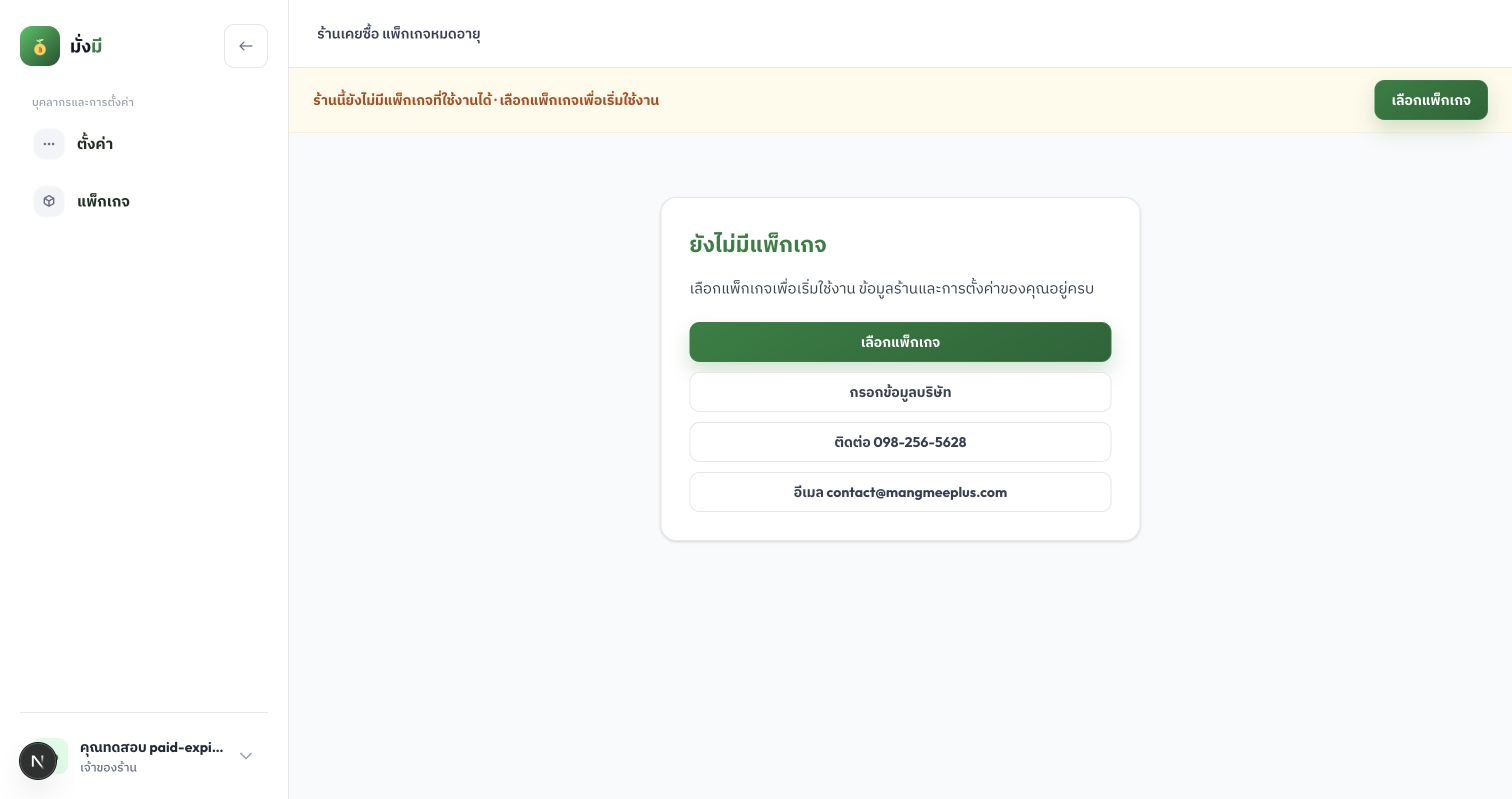 มั่งมี
บุคลากรและการตั้งค่า
ตั้งค่า
แพ็กเกจ
คุณทดสอบ paid-expi...
เจ้าของร้าน
N
ร้านเคยซื้อ แพ็กเกจหมดอายุ
ร้านนี้ยังไม่มีแพ็กเกจที่ใช้งานได้ · เลือกแพ็กเกจเพื่อเริ่มใช้งาน
เลือกแพ็กเกจ
ยังไม่มีแพ็กเกจ
เลือกแพ็กเกจเพื่อเริ่มใช้งาน ข้อมูลร้านและการตั้งค่าของคุณอยู่ครบ
เลือกแพ็กเกจ
กรอกข้อมูลบริษัท
ติดต่อ 098-256-5628
อีเมล contact@mangmeeplus.com